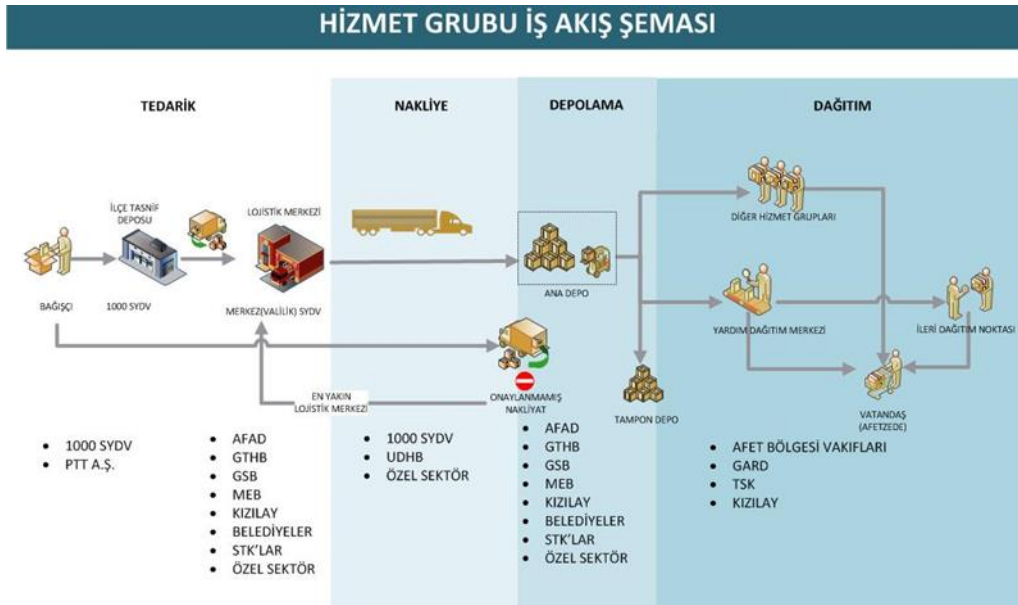 HİZMET GRUBU İŞ AKIŞ ŞEMASI
TEDARİK
NAKLİYE
DEPOLAMA
DAĞITIM
İLÇE TASNİF
DEPOSU
LOJİSTİK MERKEZİ
BAĞIŞÇI
1000 SYDV
MERKEZ(VALİLİK) SYDV
ANA DEPO
DİĞER HİZMET GRUPLARI
YARDIM DAĞITIM MERKEZİ
İLERİ DAĞITIM NOKTASI
EN YAKIN
LOJİSTİK MERKEZİ
ONAYLANMAMIŞ
NAKLİYAT
TAMPON DEPO
VATANDAŞ
(AFETZEDE)
• 1000 SYDV
• PTT A.Ş.
• AFAD
• GTHB
• GSB
• MEB
• KIZILAY
• BELEDİYELER
• STK'LAR
• ÖZEL SEKTÖR
• 1000 SYDV
• UDHB
• ÖZEL SEKTÖR
• AFAD
• GTHB
• GSB
• MEB
• KIZILAY
• BELEDİYELER
• STK'LAR
• ÖZEL SEKTÖR
• AFET BÖLGESİ VAKIFLARI
• GARD
• TSK
• KIZILAY